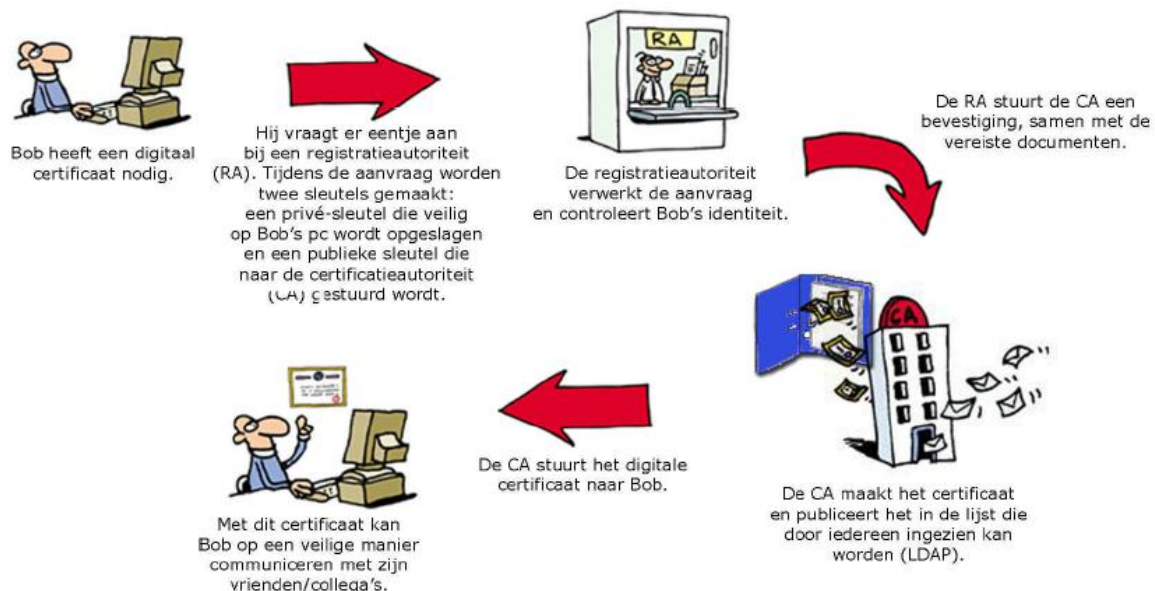 Bob heeft een digitaal
certificaat nodig.
Hij vraagt er eentje aan
bij een registratieautoriteit
(RA). Tijdens de aanvraag worden
twee sleutels gemaakt:
een privé-sleutel die veilig
op Bob's pc wordt opgeslagen
en een publieke sleutel die
naar de certificatieautoriteit
(CA) gestuurd wordt.
RA
De registratieautoriteit
verwerkt de aanvraag
en controleert Bob's identiteit.
De RA stuurt de CA een
bevestiging, samen met de
vereiste documenten.
CA
De CA maakt het certificaat
en publiceert het in de lijst die
door iedereen ingezien kan
worden (LDAP).
De CA stuurt het digitale
certificaat naar Bob.
Met dit certificaat kan
Bob op een veilige manier
communiceren met zijn
vrienden/collega's.